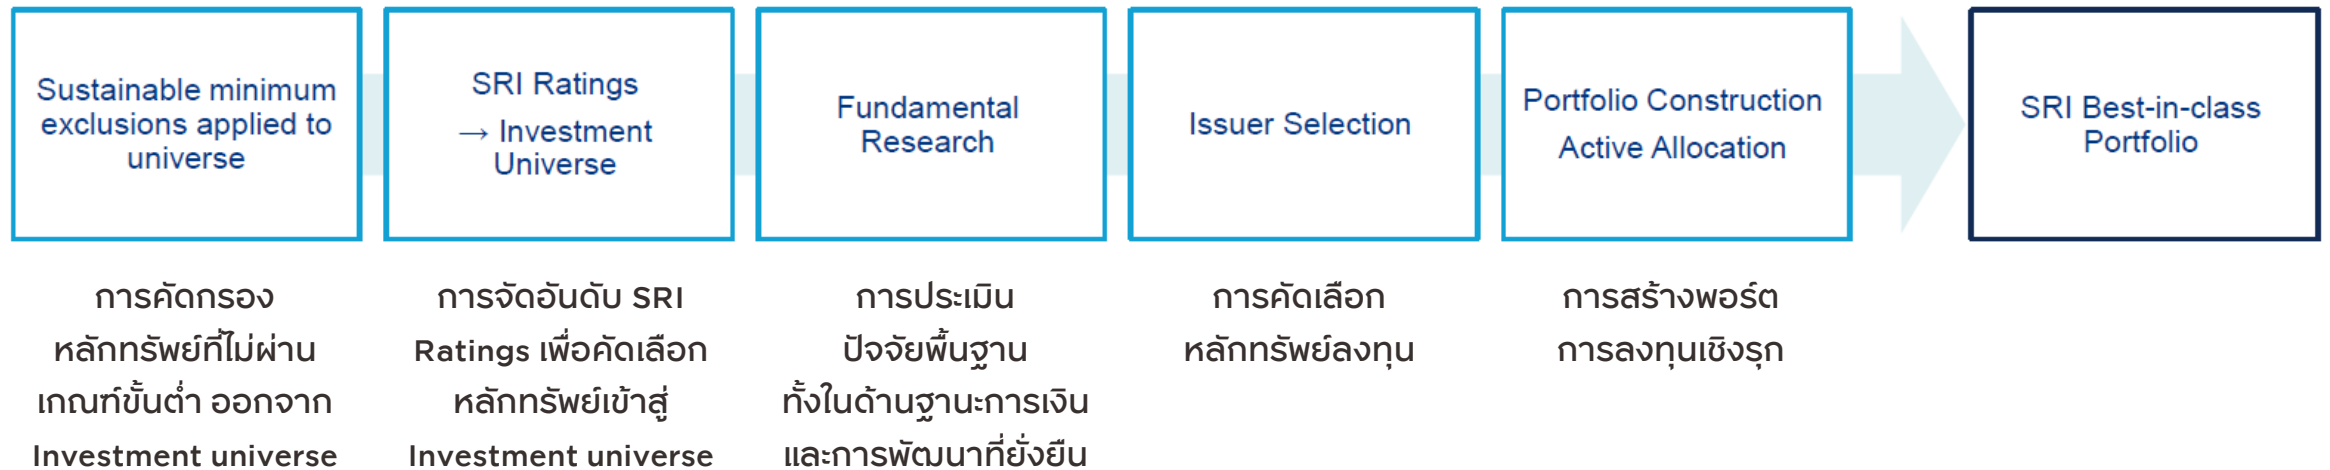 Sustainable minimum
exclusions applied to
universe
SRI Ratings
→ Investment
Universe
Fundamental
Research
Issuer Selection
Portfolio Construction
Active Allocation
SRI Best-in-class
Portfolio
การคัดกรอง
หลักทรัพย์ที่ไม่ผ่าน
เกณฑ์ขั้นต่ำ ออกจาก
Investment universe
การจัดอันดับ SRI
Ratings เพื่อคัดเลือก
หลักทรัพย์เข้าสู่
Investment universe
การประเมิน
ปัจจัยพื้นฐาน
ทั้งในด้านฐานะการเงิน
และการพัฒนาที่ยั่งยืน
การคัดเลือก
หลักทรัพย์ลงทุน
การสร้างพอร์ต
การลงทุนเชิงรุก